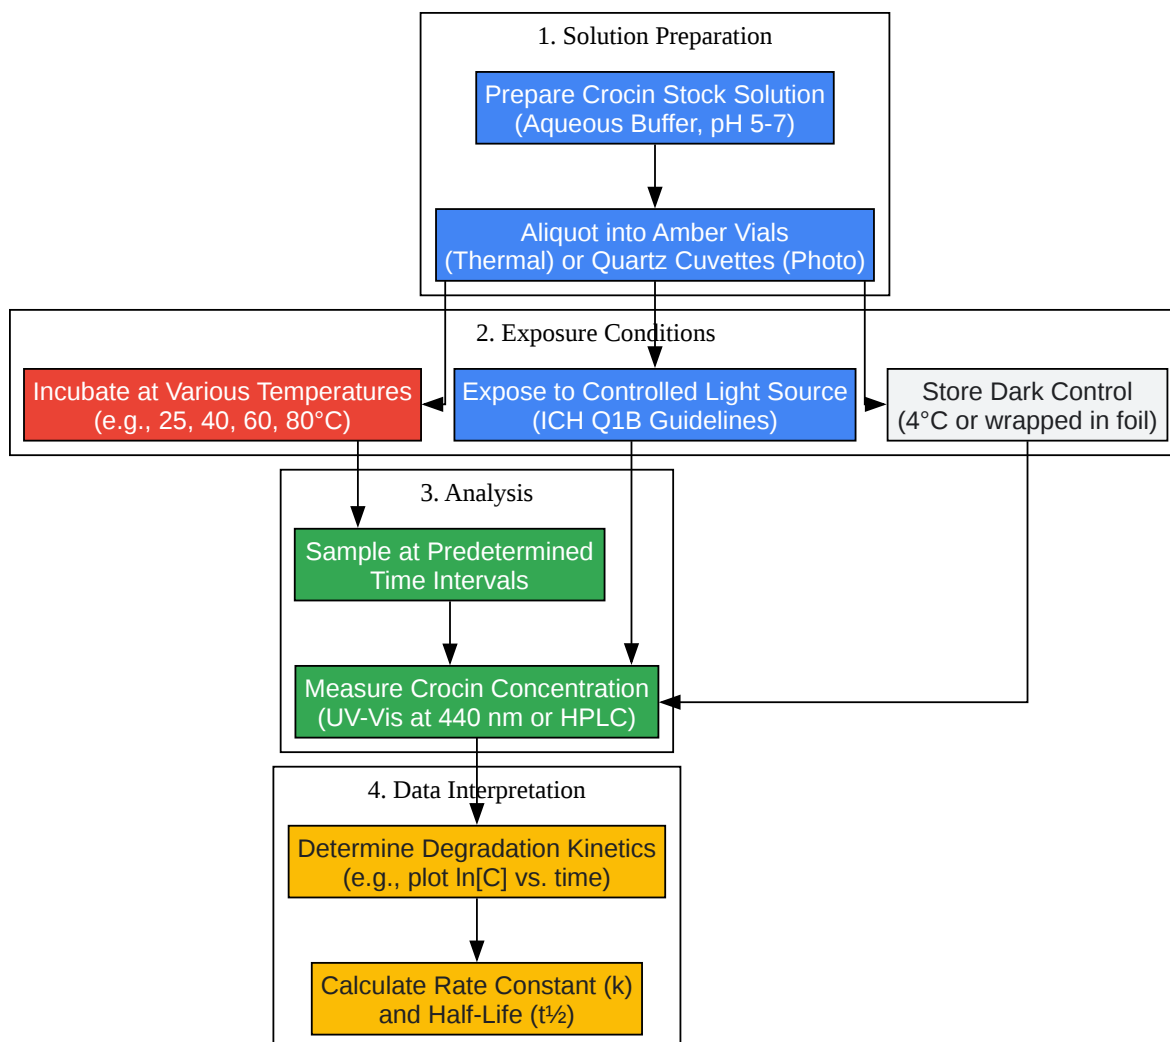 1. Solution Preparation
Prepare Crocin Stock Solution
(Aqueous Buffer, pH 5-7)
Aliquot into Amber Vials
(Thermal) or Quartz Cuvettes (Photo)
2. Exposure Conditions
Incubate at Various Temperatures
(e.g., 25, 40, 60, 80°C)
Expose to Controlled Light Source
(ICH Q1B Guidelines)
Store Dark Control
(4°C or wrapped in foil)
3. Analysis
Sample at Predetermined
Time Intervals
Measure Crocin Concentration
(UV-Vis at 440 nm or HPLC)
4. Data Interpretation
Determine Degradation Kinetics
(e.g., plot ln[C] vs. time)
Calculate Rate Constant (k)
and Half-Life (t½)